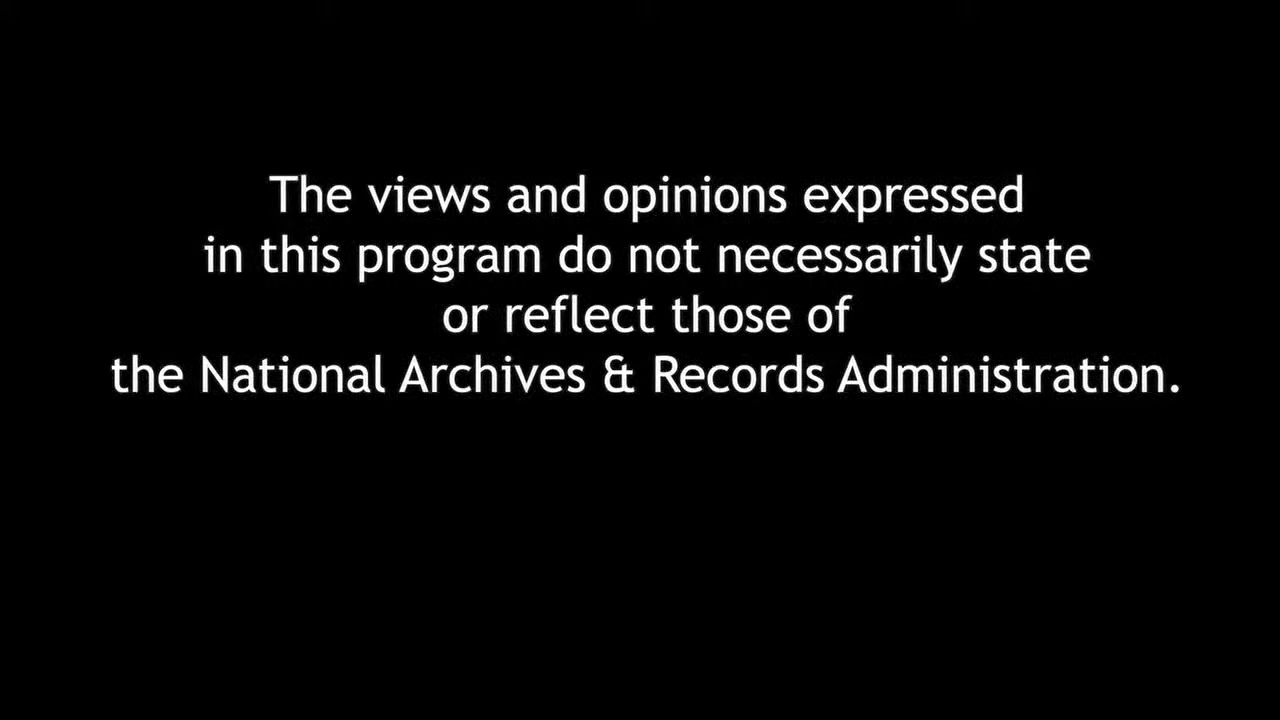 The views and opinions expressed
in this program do not necessarily state
or reflect those of
the National Archives & Records Administration.